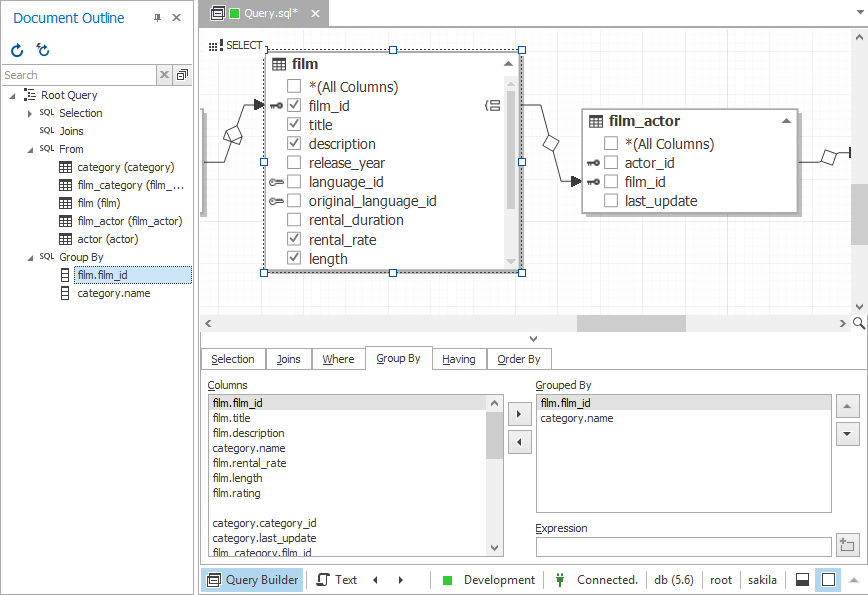 Document Outline
Search
Root Query
SQL Selection
SQL Joins
SQL From
category (category)
film_category (film_...
film (film)
film_actor (film_actor)
actor (actor)
SQL Group By
film.film_id
category.name
Query.sql*
SELECT
film
*(All Columns)
film_id
title
description
release_year
language_id
original_language_id
rental_duration
rental_rate
length
film_actor
*(All Columns)
actor_id
film_id
last_update
Selection
Joins
Where
Group By
Having
Order By
Columns
film.film_id
film.title
film.description
category.name
film.rental_rate
film.length
film.rating
category.category_id
category.last_update
film_category.film_id
Grouped By
film.film_id
category.name
Expression
Query Builder
Text
Development
Connected.
db (5.6)
root
sakila